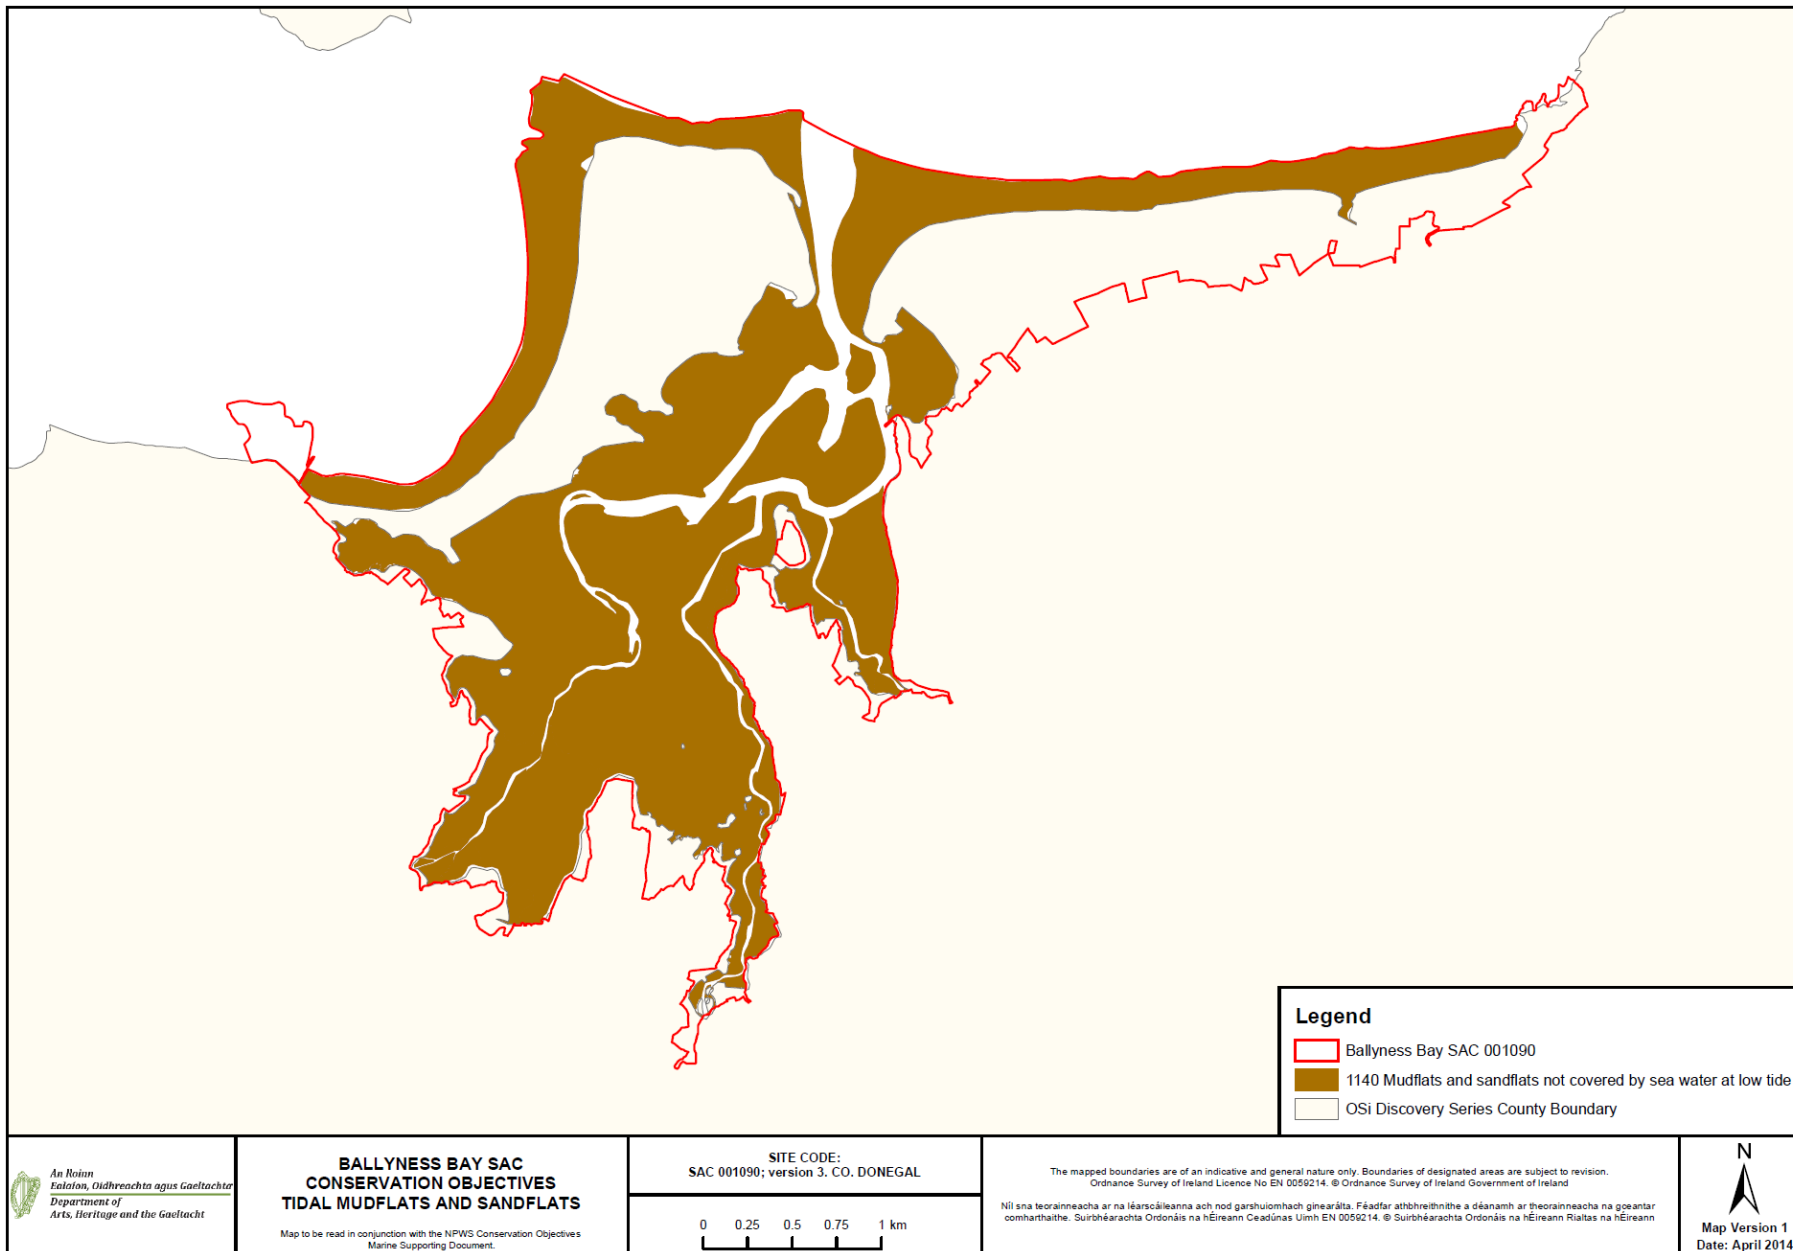 Legend
Ballyness Bay SAC 001090
1140 Mudflats and sandflats not covered by sea water at low tide
OSi Discovery Series County Boundary
An Roinn
Ealaíon, Oidhreachta agus Gaeltachta
Department of
Arts, Heritage and the Gaeltacht
BALLYNESS BAY SAC
CONSERVATION OBJECTIVES
TIDAL MUDFLATS AND SANDFLATS
Map to be read in conjunction with the NPWS Conservation Objectives
Marine Supporting Document.
SITE CODE:
SAC 001090; version 3. CO. DONEGAL
0 0.25 0.5 0.75 1 km
The mapped boundaries are of an indicative and general nature only. Boundaries of designated areas are subject to revision.
Ordnance Survey of Ireland Licence No EN 0059214. © Ordnance Survey of Ireland Government of Ireland
Níl sna teorainneacha ar na léarscáileanna ach nod garshuiomhach ginearálta. Féadfar athbhreithnithe a déanamh ar theorainneacha na gceantar
comharthaithe. Suirbhéarachta Ordonáis na hÉireann Ceadúnas Uimh EN 0059214. © Suirbhéarachta Ordonáis na hÉireann Rialtas na hÉireann
N
Map Version 1
Date: April 2014